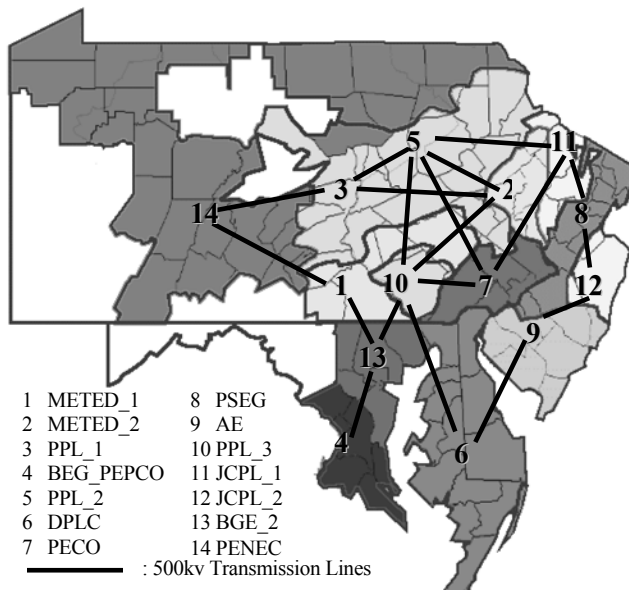 5
11
3
2
14
8
1
10
7
12
9
13
4
6
1 METED_1
2 METED_2
3 PPL_1
4 BEG_PEPCO
5 PPL_2
6 DPLC
7 PECO
8 PSEG
9 AE
10 PPL_3
11 JCPL_1
12 JCPL_2
13 BGE_2
14 PENEC
: 500kv Transmission Lines